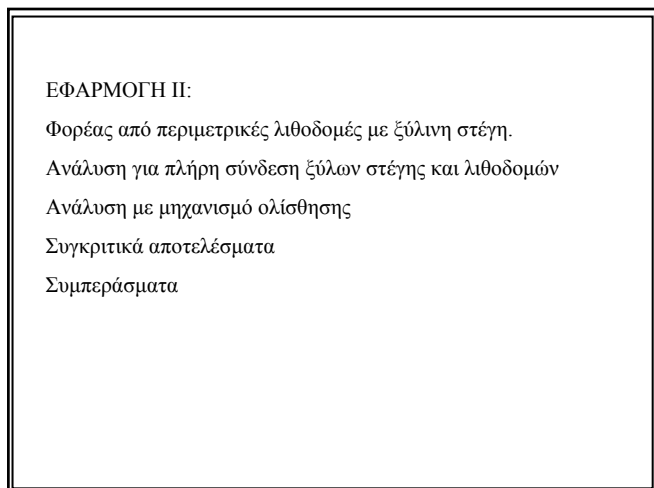 ΕΦΑΡΜΟΓΗ ΙΙ:
Φορέας από περιμετρικές λιθοδομές με ξύλινη στέγη.
Ανάλυση για πλήρη σύνδεση ξύλων στέγης και λιθοδομών
Ανάλυση με μηχανισμό ολίσθησης
Συγκριτικά αποτελέσματα
Συμπεράσματα